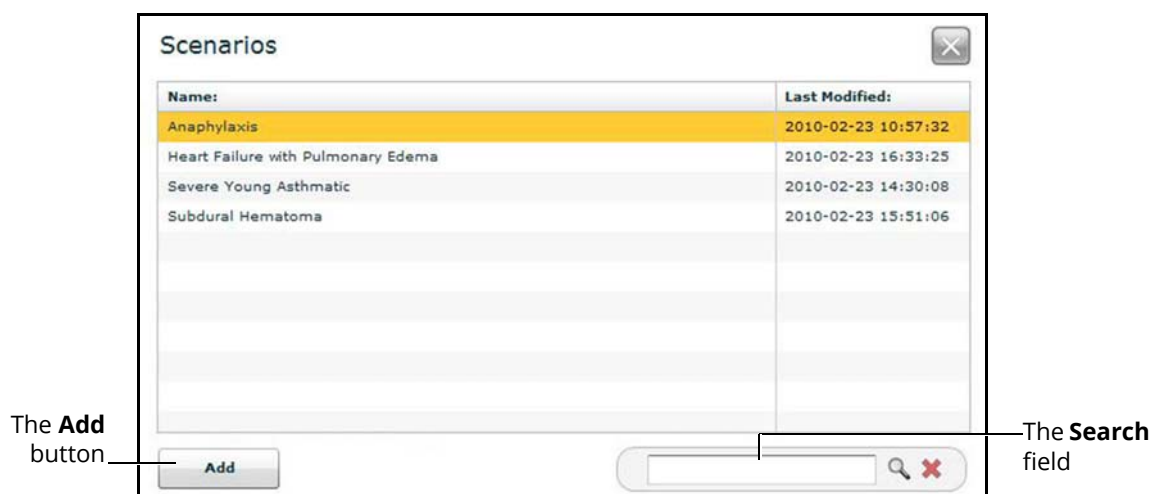 Scenarios
Name: Last Modified:
Anaphylaxis 2010-02-23 10:57:32
Heart Failure with Pulmonary Edema 2010-02-23 16:33:25
Severe Young Asthmatic 2010-02-23 14:30:08
Subdural Hematoma 2010-02-23 15:51:06
The Add
button
Add
The Search
field